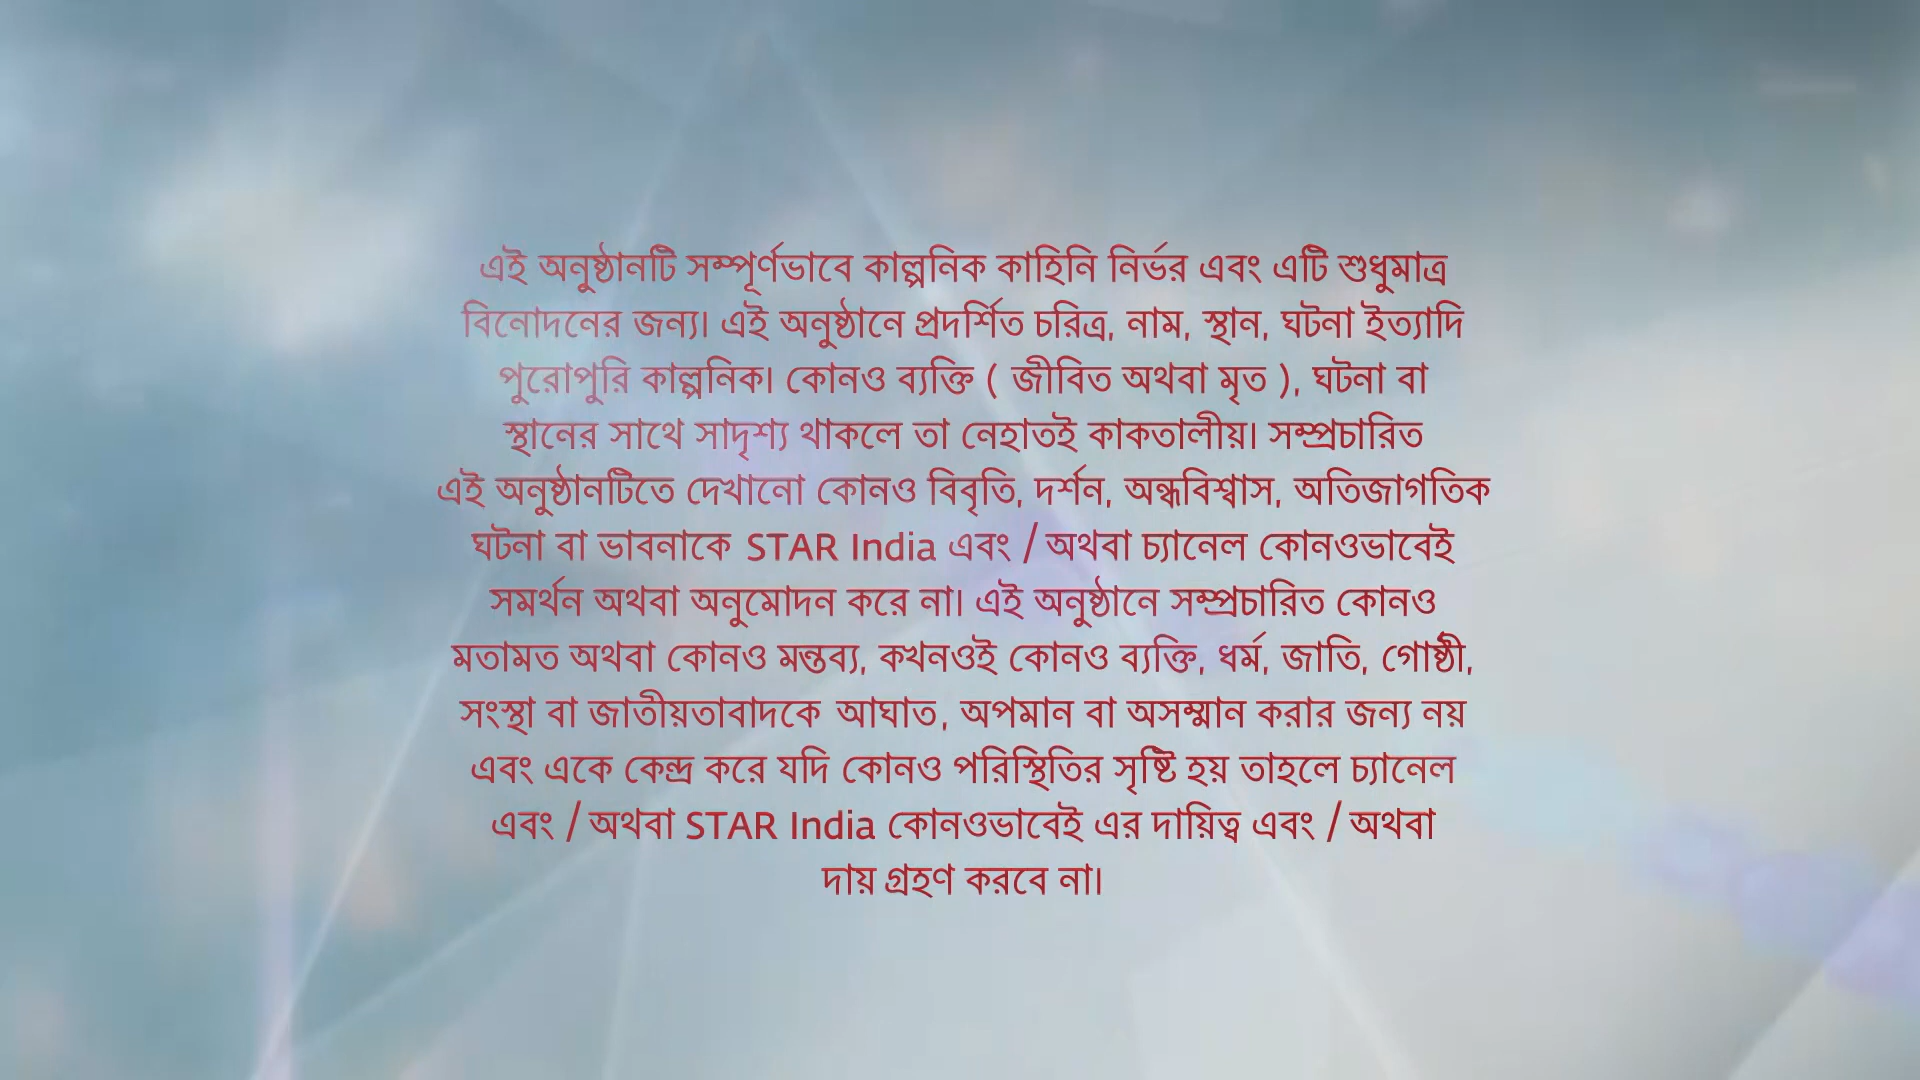 এই অনুষ্ঠানটি সম্পূর্ণভাবে কাল্পনিক কাহিনি নির্ভর এবং এটি শুধুমাত্র
বিনোদনের জন্য। এই অনুষ্ঠানে প্রদর্শিত চরিত্র, নাম, স্থান, ঘটনা ইত্যাদি
পুরোপুরি কাল্পনিক। কোনও ব্যক্তি ( জীবিত অথবা মৃত ), ঘটনা বা
স্থানের সাথে সাদৃশ্য থাকলে তা নেহাতই কাকতালীয়। সম্প্রচারিত
এই অনুষ্ঠানটিতে দেখানো কোনও বিবৃতি, দর্শন, অন্ধবিশ্বাস, অতিজাগতিক
ঘটনা বা ভাবনাকে STAR India এবং / অথবা চ্যানেল কোনওভাবেই
সমর্থন অথবা অনুমোদন করে না। এই অনুষ্ঠানে সম্প্রচারিত কোনও
মতামত অথবা কোনও মন্তব্য, কখনওই কোনও ব্যক্তি, ধর্ম, জাতি, গোষ্ঠী,
সংস্থা বা জাতীয়তাবাদকে আঘাত, অপমান বা অসম্মান করার জন্য নয়
এবং একে কেন্দ্র করে যদি কোনও পরিস্থিতির সৃষ্টি হয় তাহলে চ্যানেল
এবং / অথবা STAR India কোনওভাবেই এর দায়িত্ব এবং / অথবা
দায় গ্রহণ করবে না।